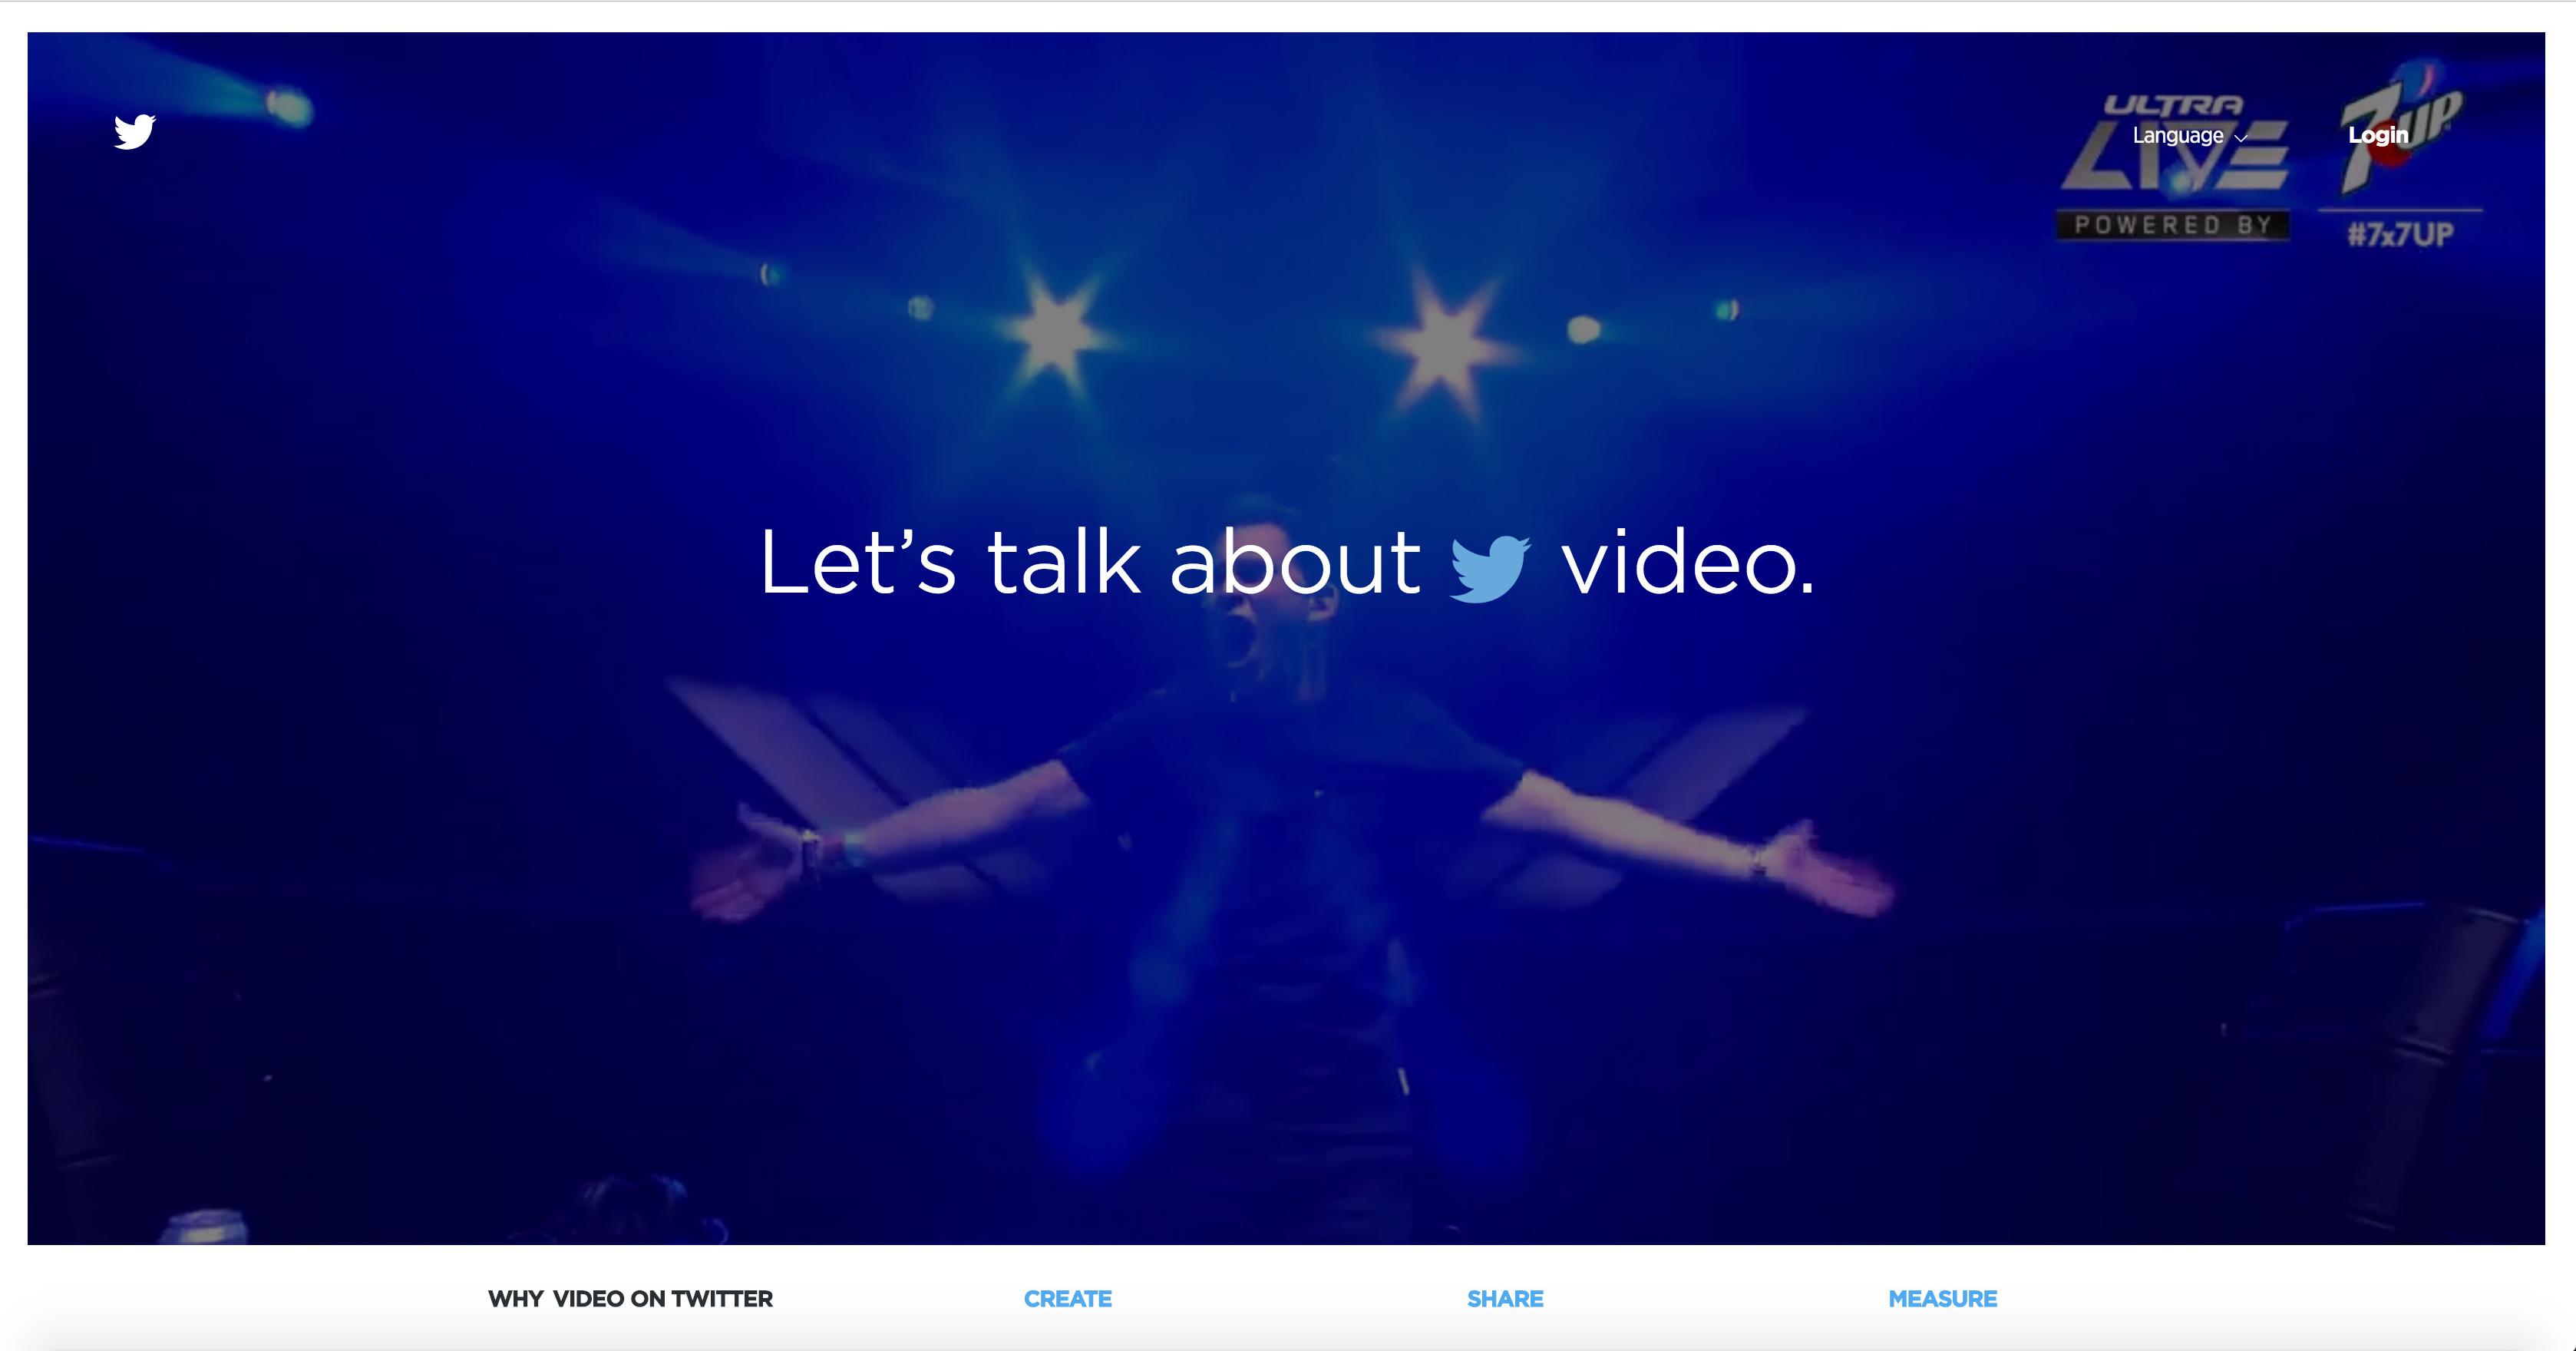 ULTRA
LIVE
POWERED BY
7UP
#7x7UP
Language
Login
Let’s talk about video.
WHY VIDEO ON TWITTER
CREATE
SHARE
MEASURE